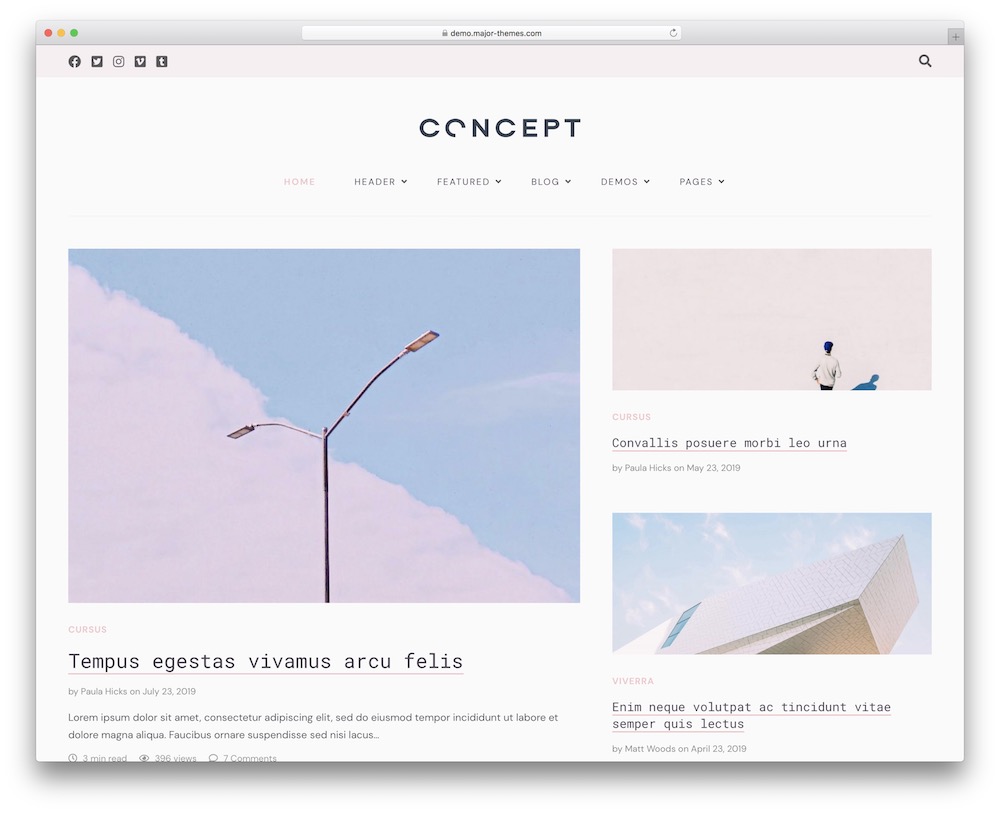 demo.major-themes.com
CONCEPT
HOME HEADER FEATURED BLOG DEMOS PAGES
CURSUS
Tempus egestas vivamus arcu felis
by Paula Hicks on July 23, 2019
Lorem ipsum dolor sit amet, consectetur adipiscing elit, sed do eiusmod tempor incididunt ut labore et
dolore magna aliqua. Faucibus ornare suspendisse sed nisi lacus…
3 min read 396 views 7 Comments
CURSUS
Convallis posuere morbi leo urna
by Paula Hicks on May 23, 2019
VIVERRA
Enim neque volutpat ac tincidunt vitae
semper quis lectus
by Matt Woods on April 23, 2019